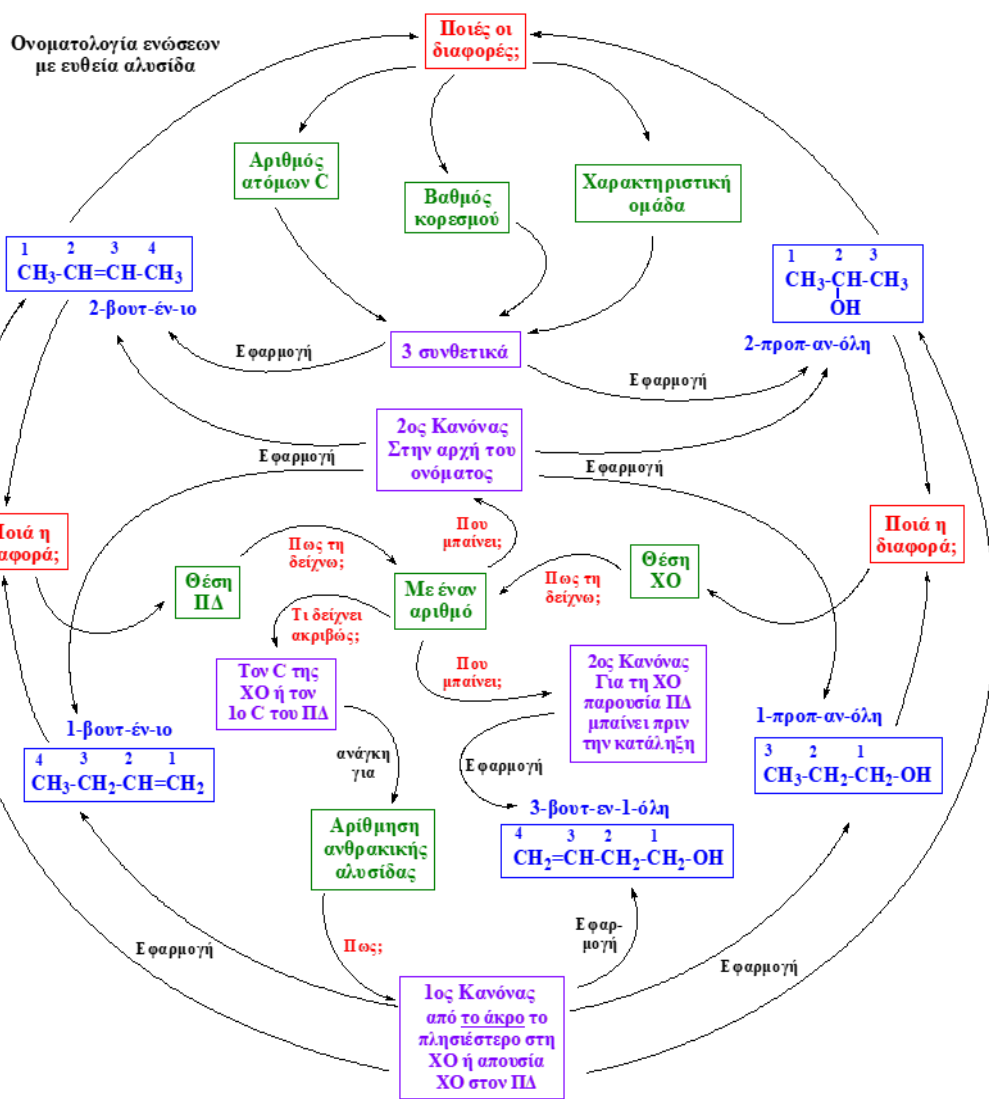 Ονοματολογία ενώσεων
με ευθεία αλυσίδα
Ποιές οι
διαφορές;
Αριθμός
ατόμων C
Βαθμός
κορεσμού
Χαρακτηριστική
ομάδα
1 2 3 4
CH₃-CH=CH-CH₃
2-βουτ-έν-ιο
1 2 3
CH₃-CH-CH₃
OH
2-προπ-αν-όλη
3 συνθετικά
Εφαρμογή
Εφαρμογή
2ος Κανόνας
Στην αρχή του
ονόματος
Εφαρμογή
Εφαρμογή
Ποιά η
διαφορά;
Θέση
ΠΔ
Πως τη
δείχνω;
Που
μπαίνει;
Με έναν
αριθμό
Πως τη
δείχνω;
Θέση
ΧΟ
Ποιά η
διαφορά;
Τι δείχνει
ακριβώς;
Τον C της
ΧΟ ή τον
1ο C του ΠΔ
Που
μπαίνει;
2ος Κανόνας
Για τη ΧΟ
παρουσία ΠΔ
μπαίνει πριν
την κατάληξη
1-βουτ-έν-ιο
4 3 2 1
CH₃-CH₂-CH=CH₂
ανάγκη
για
Εφαρμογή
1-προπ-αν-όλη
3 2 1
CH₃-CH₂-CH₂-OH
Αρίθμηση
ανθρακικής
αλυσίδας
3-βουτ-εν-1-όλη
4 3 2 1
CH₂=CH-CH₂-CH₂-OH
Εφαρμογή
Πως;
Εφαρ-
μογή
Εφαρμογή
1ος Κανόνας
από το άκρο το
πλησιέστερο στη
ΧΟ ή απουσία
ΧΟ στον ΠΔ